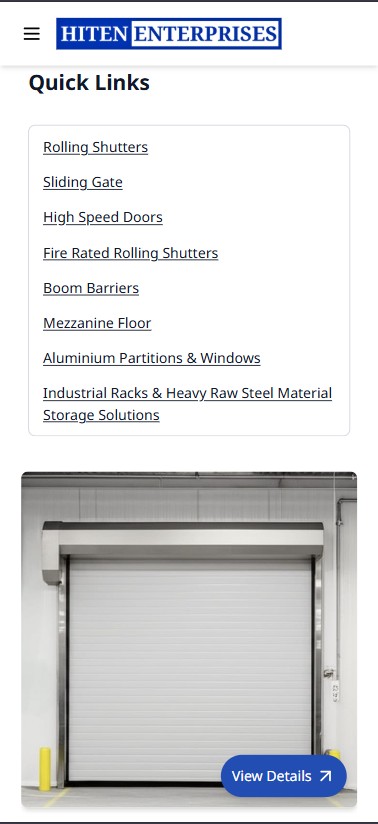 HITEN ENTERPRISES
Quick Links
Rolling Shutters
Sliding Gate
High Speed Doors
Fire Rated Rolling Shutters
Boom Barriers
Mezzanine Floor
Aluminium Partitions & Windows
Industrial Racks & Heavy Raw Steel Material
Storage Solutions
View Details